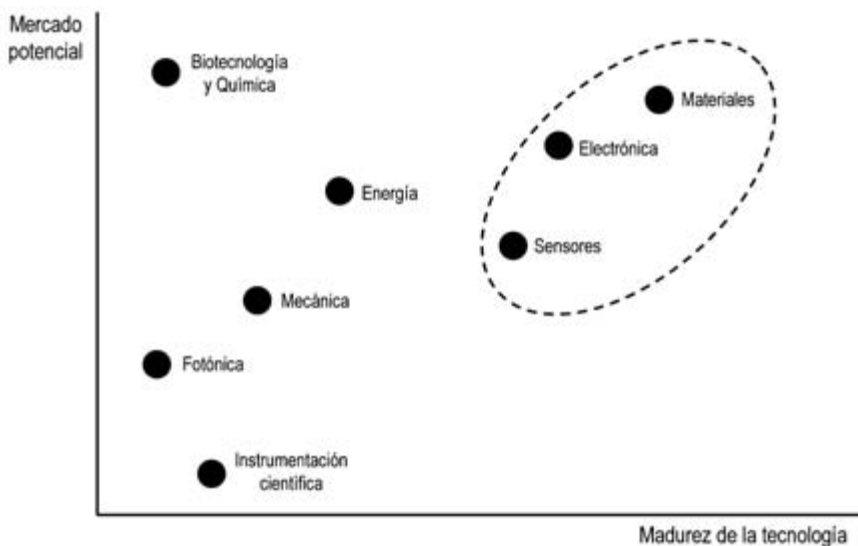 Mercado
potencial
Biotecnología
y Química
Materiales
Electrónica
Energía
Sensores
Mecánica
Fotónica
Instrumentación
científica
Madurez de la tecnología